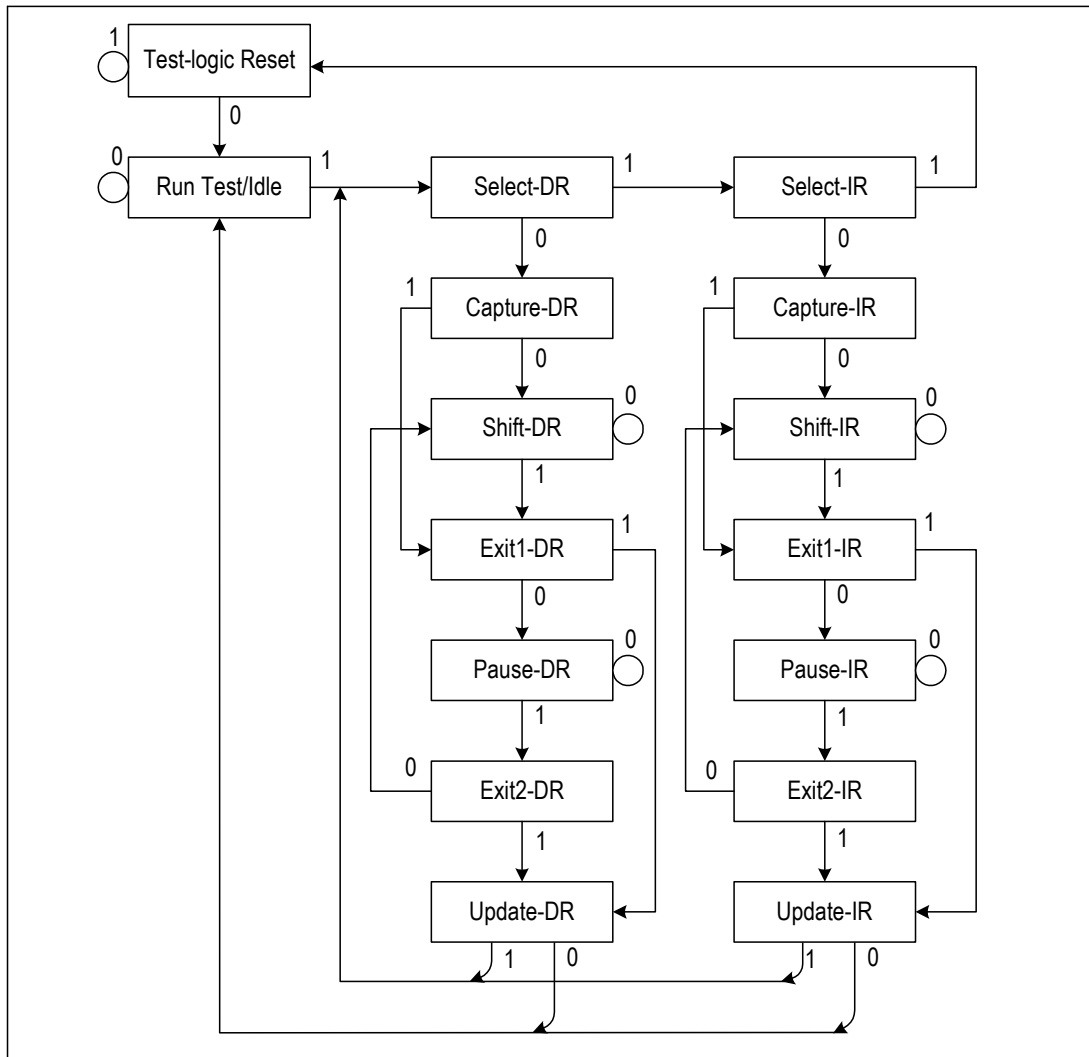 1
Test-logic Reset
0
0
Run Test/Idle
1
Select-DR
1
Select-IR
1
0
0
1
Capture-DR
1
Capture-IR
0
0
Shift-DR
0
Shift-IR
0
1
1
Exit1-DR
1
Exit1-IR
1
0
0
Pause-DR
0
Pause-IR
0
1
1
0
Exit2-DR
0
Exit2-IR
1
1
Update-DR
Update-IR
1
0
1
0